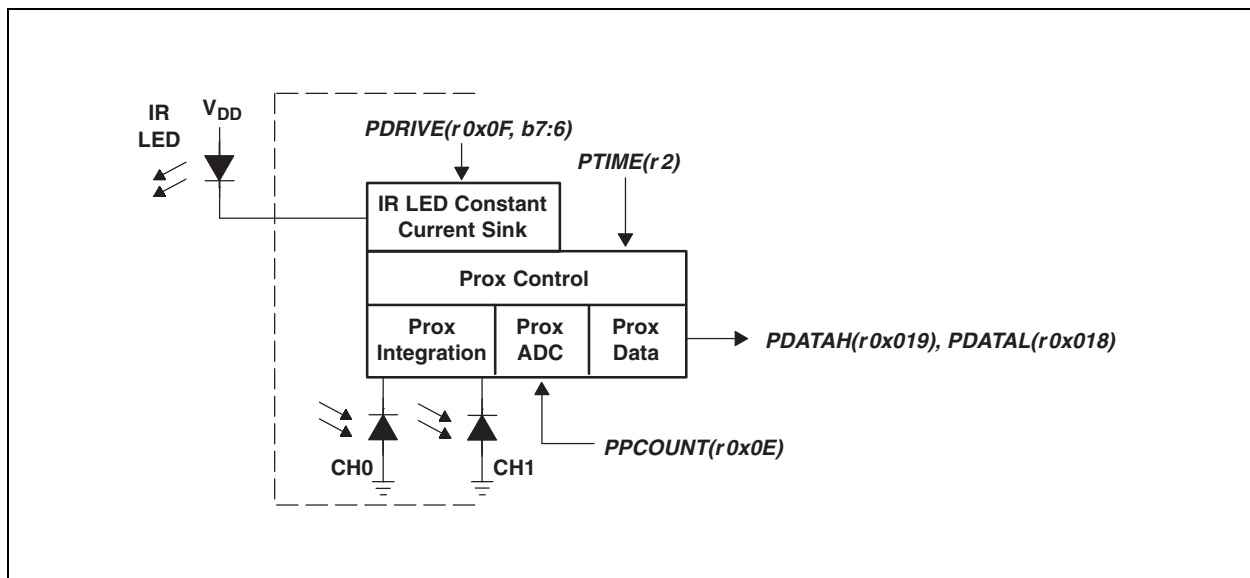 IR
LED
VDD
PDRIVE(r0x0F, b7:6)
PTIME(r2)
IR LED Constant
Current Sink
Prox Control
Prox
Integration
Prox
ADC
Prox
Data
PDATAH(r0x019), PDATAL(r0x018)
CH0
CH1
PPCOUNT(r0x0E)